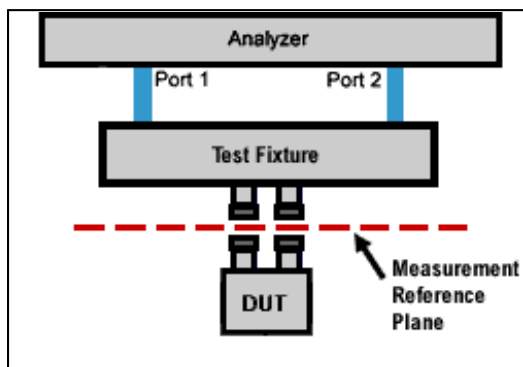 Analyzer
Port 1
Port 2
Test Fixture
Measurement
Reference
Plane
DUT